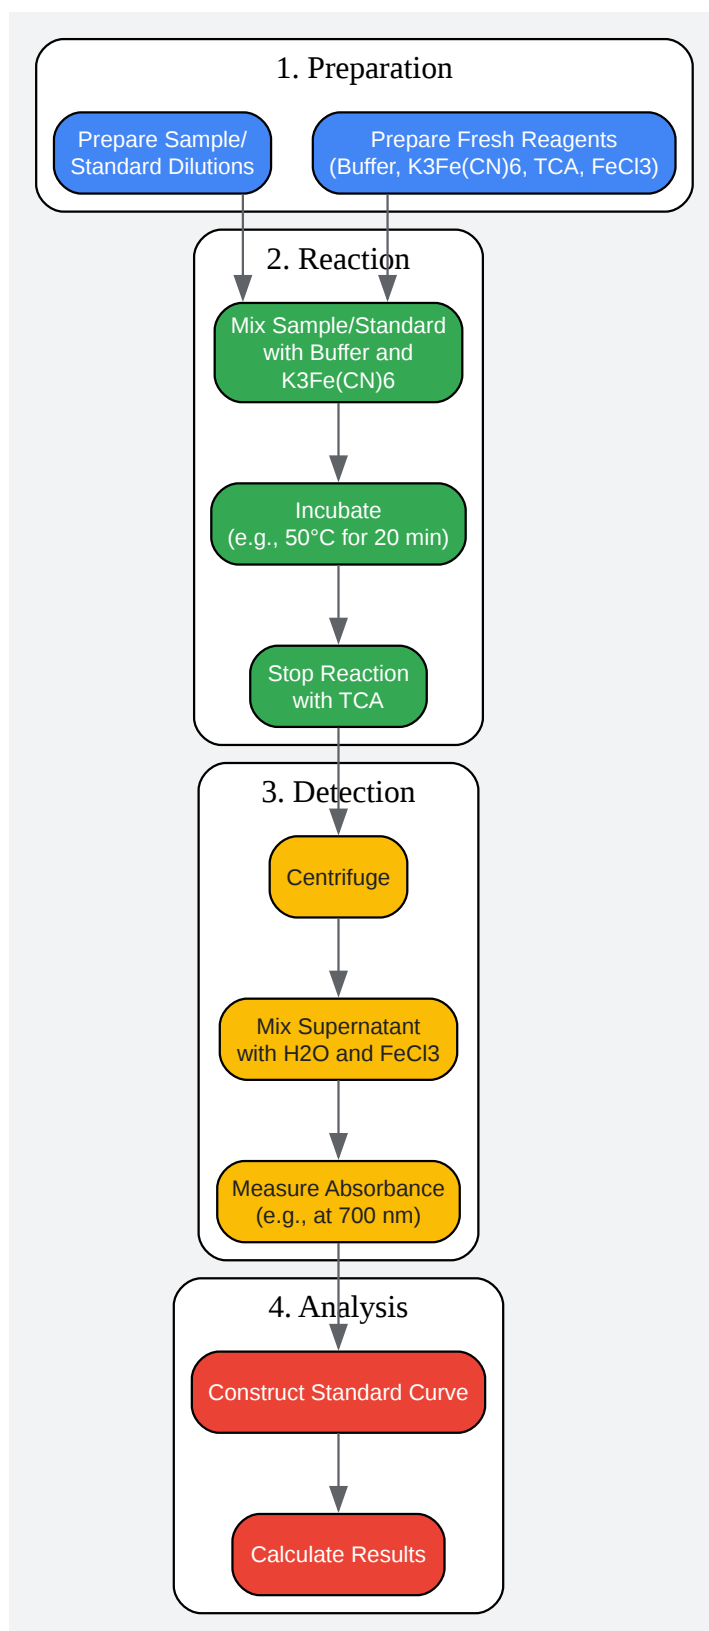 1. Preparation
Prepare Sample/
Standard Dilutions
Prepare Fresh Reagents
(Buffer, K3Fe(CN)6, TCA, FeCl3)
2. Reaction
Mix Sample/Standard
with Buffer and
K3Fe(CN)6
Incubate
(e.g., 50°C for 20 min)
Stop Reaction
with TCA
3. Detection
Centrifuge
Mix Supernatant
with H2O and FeCl3
Measure Absorbance
(e.g., at 700 nm)
4. Analysis
Construct Standard Curve
Calculate Results